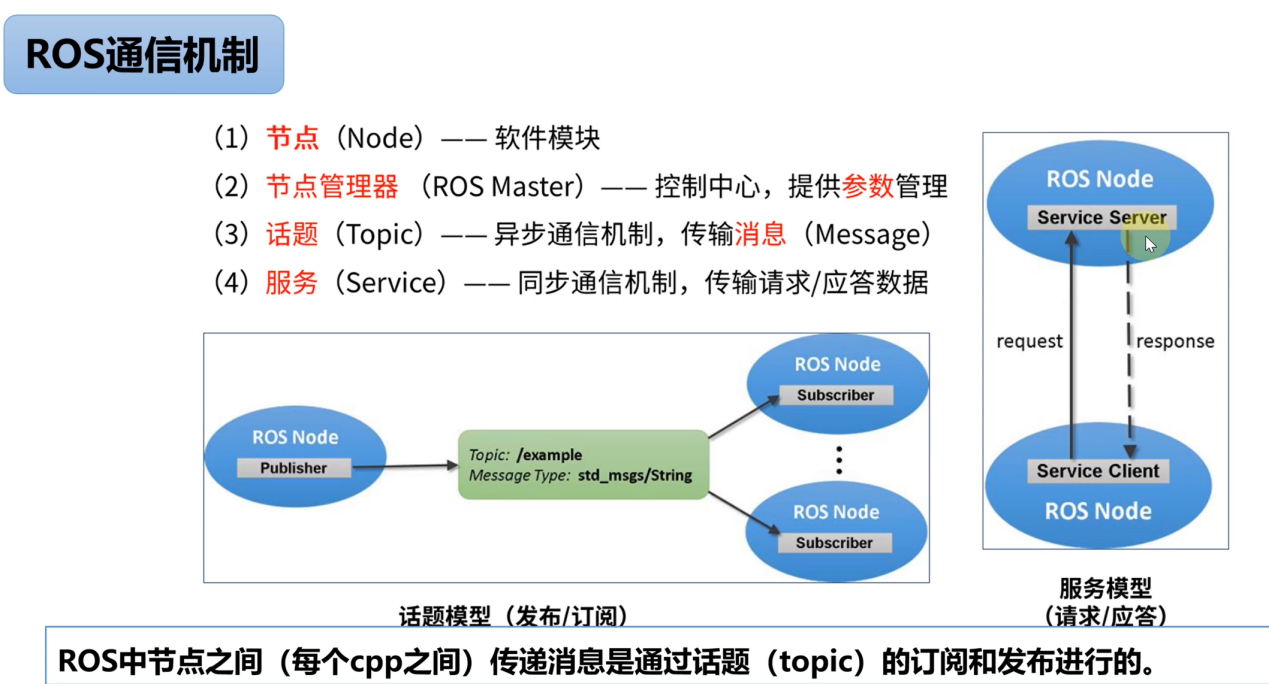 ROS通信机制
（1）节点（Node）—— 软件模块
（2）节点管理器 （ROS Master）—— 控制中心，提供参数管理
（3）话题（Topic）—— 异步通信机制，传输消息（Message）
（4）服务（Service）—— 同步通信机制，传输请求/应答数据
ROS Node
Publisher
Topic: /example
Message Type: std_msgs/String
ROS Node
Subscriber
ROS Node
Subscriber
话题模型（发布/订阅）
ROS Node
Service Server
request
response
Service Client
ROS Node
服务模型
（请求/应答）
ROS中节点之间（每个cpp之间）传递消息是通过话题（topic）的订阅和发布进行的。